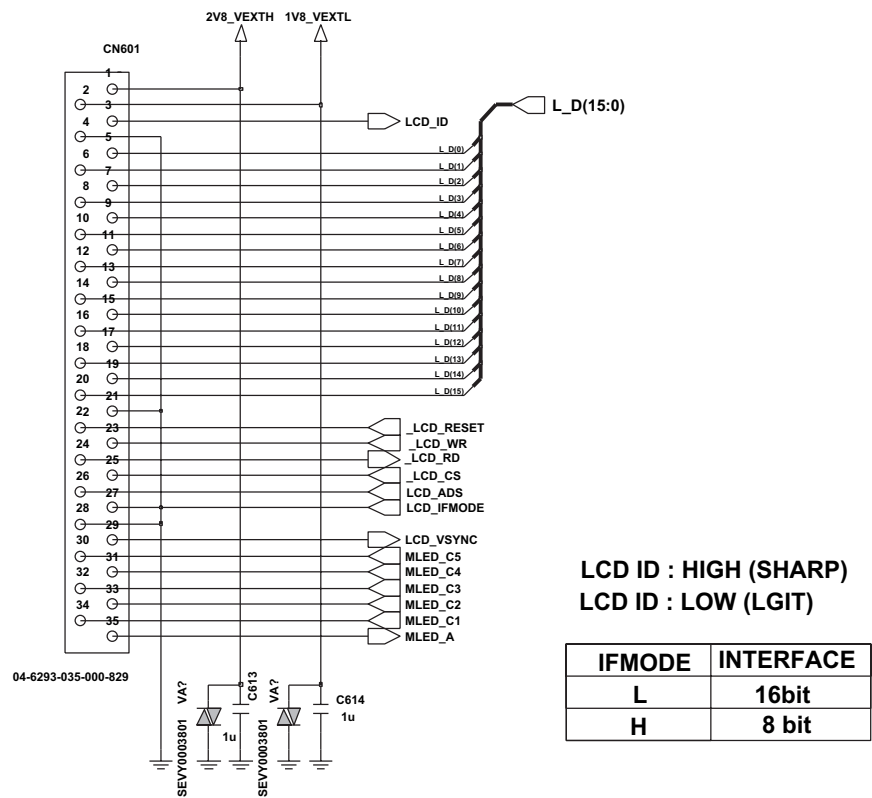 2V8_VEXTH 1V8_VEXTL
CN601
1
2
3
4 LCD_ID
L_D(15:0)
5
6 L_D(0)
7 L_D(1)
8 L_D(2)
9 L_D(3)
10 L_D(4)
11 L_D(5)
12 L_D(6)
13 L_D(7)
14 L_D(8)
15 L_D(9)
16 L_D(10)
17 L_D(11)
18 L_D(12)
19 L_D(13)
20 L_D(14)
21 L_D(15)
22
23 _LCD_RESET
24 _LCD_WR
25 _LCD_RD
26 _LCD_CS
27 LCD_ADS
28 LCD_IFMODE
29
30 LCD_VSYNC
31 MLED_C5
32 MLED_C4
33 MLED_C3
34 MLED_C2
35 MLED_C1
MLED_A
04-6293-035-000-829
VA?
SEVY0003801
C613
1u
VA?
SEVY0003801
C614
1u
LCD ID : HIGH (SHARP)
LCD ID : LOW (LGIT)
IFMODE INTERFACE
L 16bit
H 8 bit